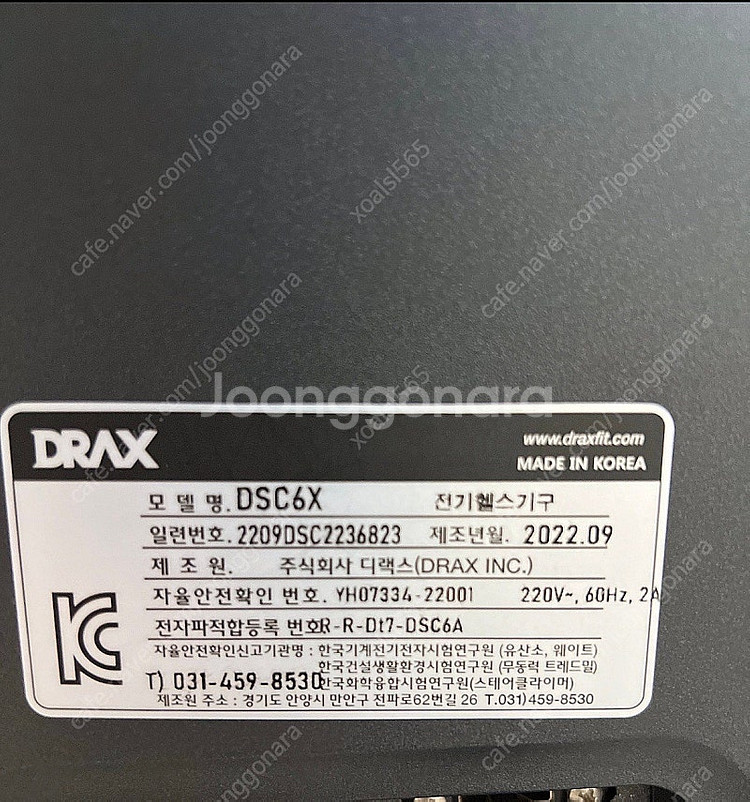 cafe.naver.com/joonggonara
xoalsl565
cafe.naver.com/joonggonara
Joonggonara
DRAX
www.draxfit.com
MADE IN KOREA
모델명. DSC6X 전기헬스기구
일련번호. 2209DSC2236823 제조년월. 2022.09
제조원. 주식회사 디랙스(DRAX INC.)
자율안전확인 번호. YH07334-22001 220V~, 60Hz, 2A
전자파적합등록 번호R-R-Dt7-DSC6A
자율안전확인신고기관명 : 한국기계전기전자시험연구원 (유산소, 웨이트)
한국건설생활환경시험연구원 (무동력 트레드밀)
T) 031-459-8530 한국화학융합시험연구원(스테어클라이머)
제조원 주소 : 경기도 안양시 만안구 전파로62번길 26 T.031)459-8530